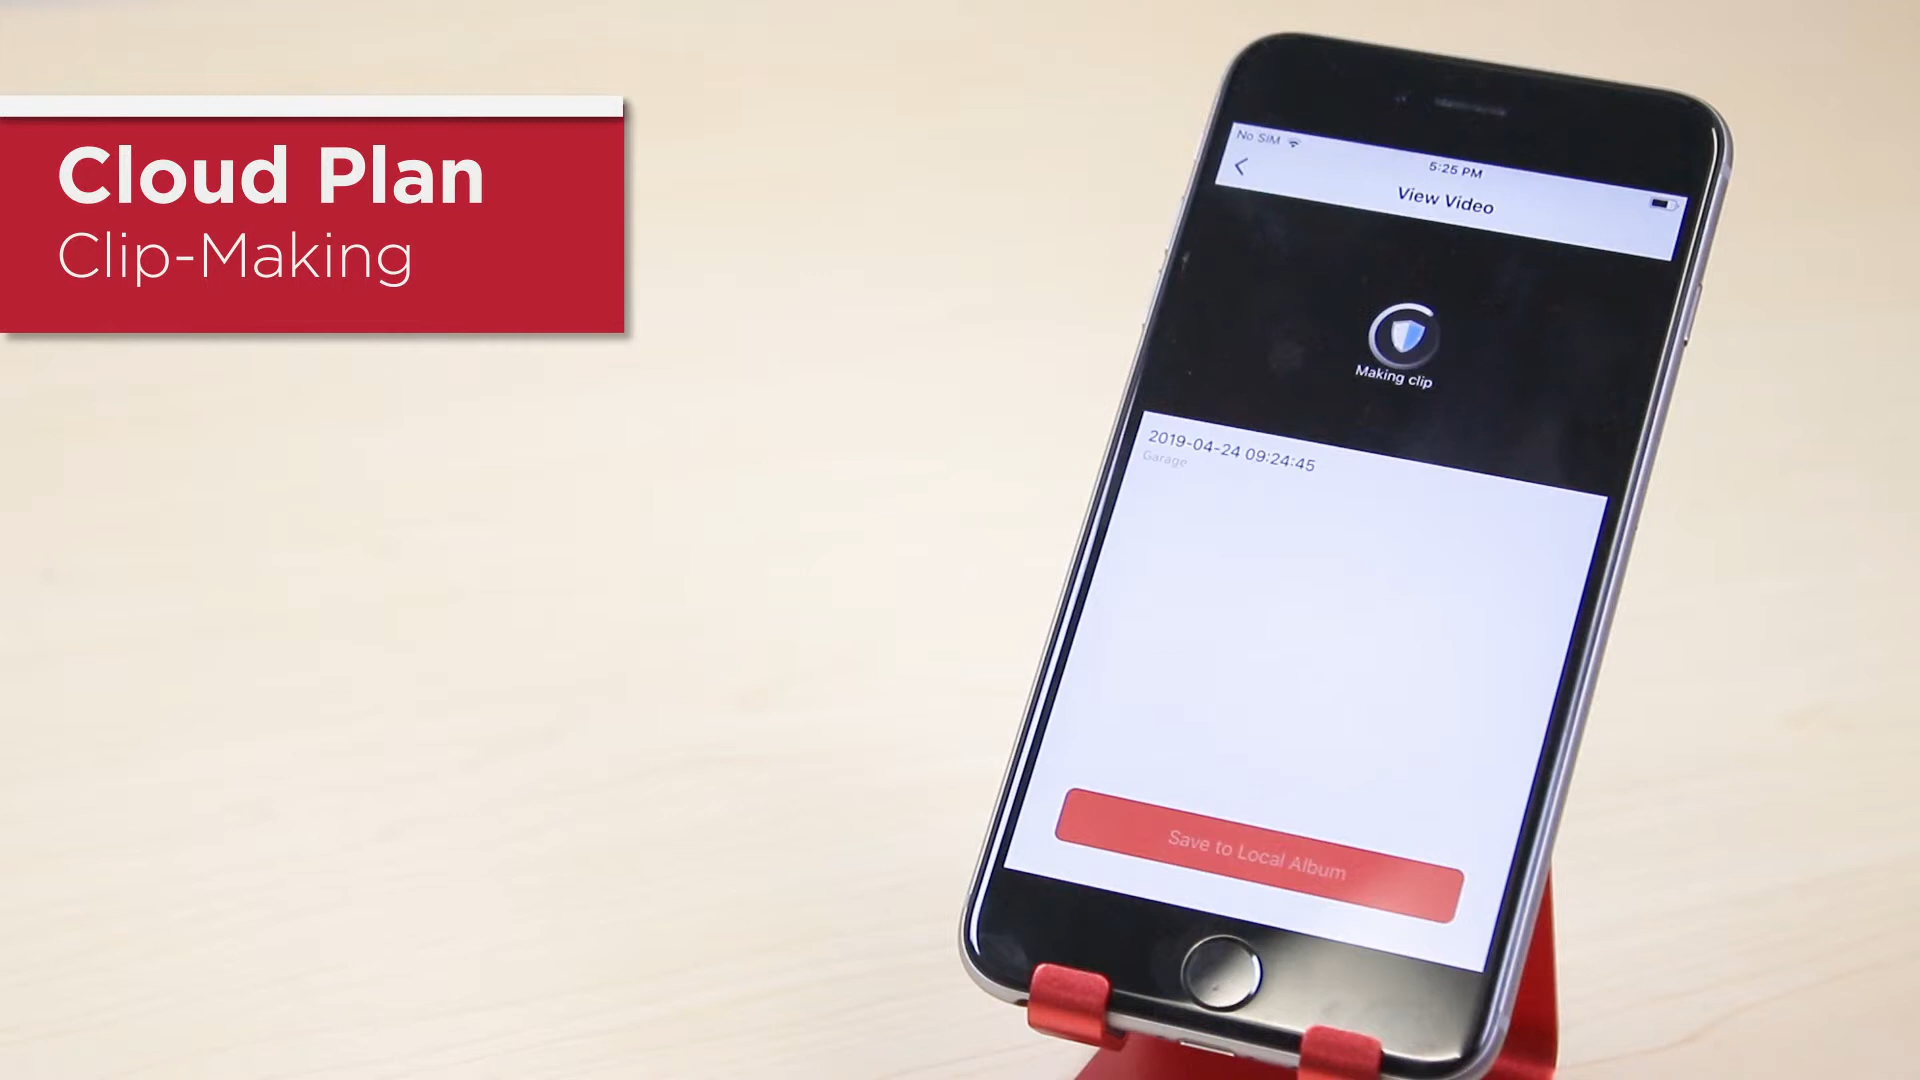 Cloud Plan
Clip-Making
No SIM
5:25 PM
View Video
Making clip
2019-04-24 09:24:45
Garage
Save to Local Album